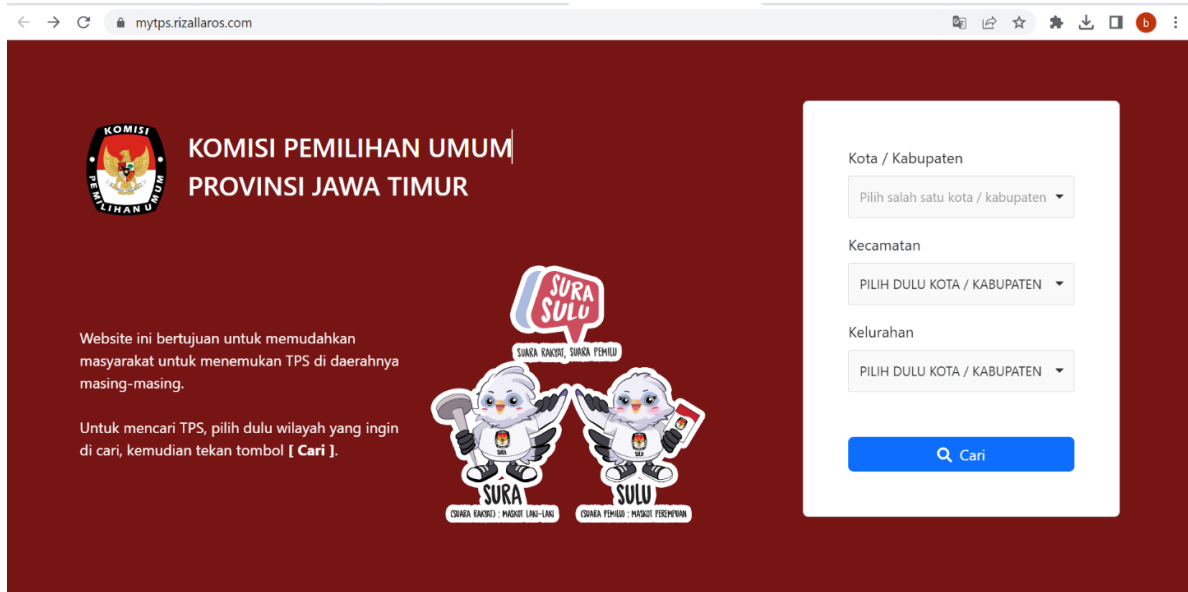 mytps.rizallaros.com
b
KOMISI
PEMILIHAN UMUM
KOMISI PEMILIHAN UMUM
PROVINSI JAWA TIMUR
Website ini bertujuan untuk memudahkan
masyarakat untuk menemukan TPS di daerahnya
masing-masing.
Untuk mencari TPS, pilih dulu wilayah yang ingin
di cari, kemudian tekan tombol [ Cari ].
SURA
SULU
SUARA RAKYAT, SUARA PEMILU
SURA
(SUARA RAKYAT) : MASKOT LAKI-LAKI
SULU
(SUARA PEMILU) : MASKOT PEREMPUAN
Kota / Kabupaten
Pilih salah satu kota / kabupaten
Kecamatan
PILIH DULU KOTA / KABUPATEN
Kelurahan
PILIH DULU KOTA / KABUPATEN
Cari